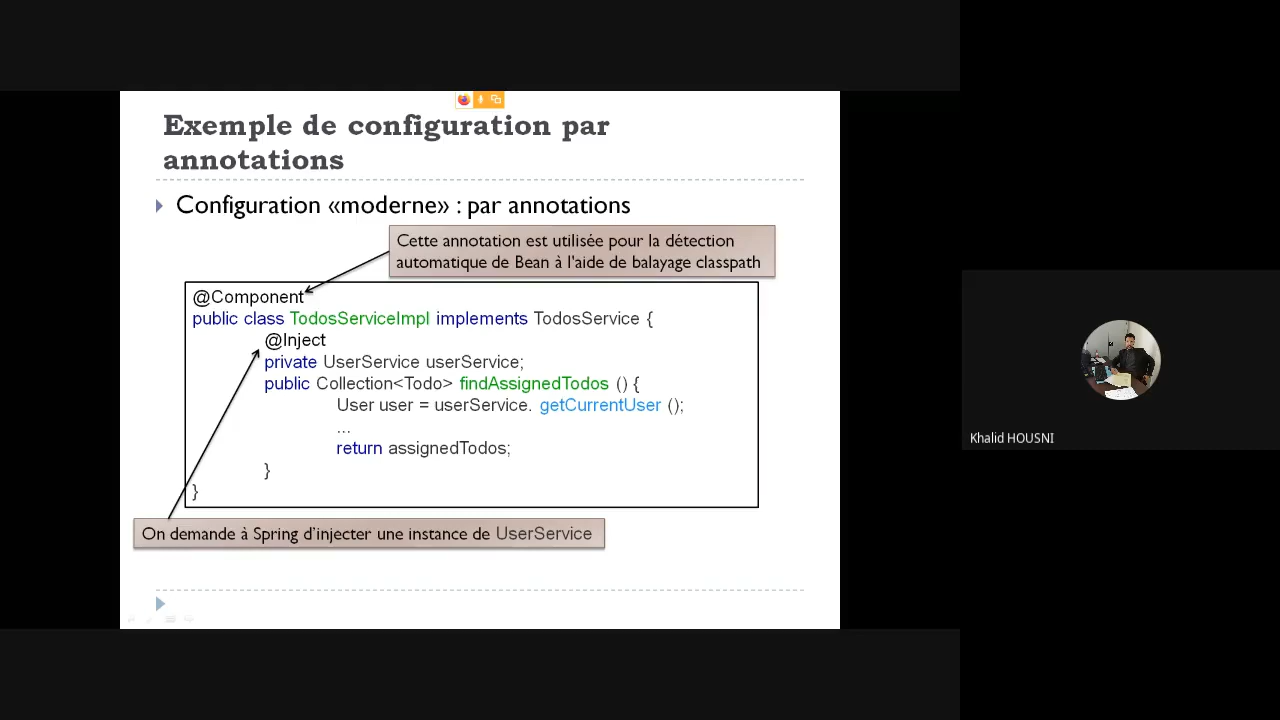 Exemple de configuration par
annotations
Configuration «moderne» : par annotations
Cette annotation est utilisée pour la détection
automatique de Bean à l'aide de balayage classpath
@Component
public class TodosServiceImpl implements TodosService {
@Inject
private UserService userService;
public Collection<Todo> findAssignedTodos () {
User user = userService. getCurrentUser ();
...
return assignedTodos;
}
}
On demande à Spring d'injecter une instance de UserService
Khalid HOUSNI